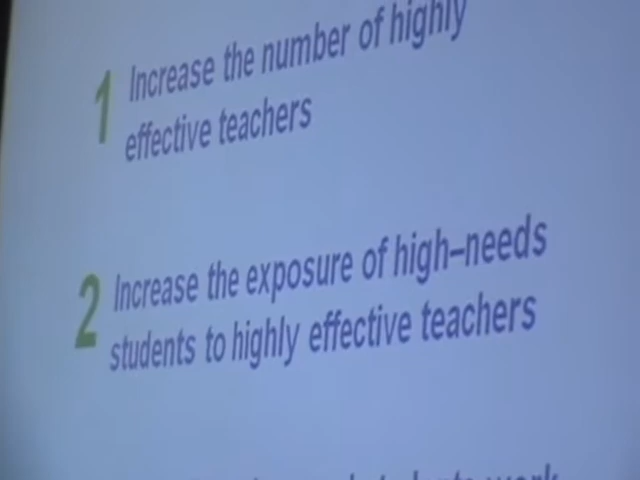 1 Increase the number of highly
effective teachers
2 Increase the exposure of high–needs
students to highly effective teachers